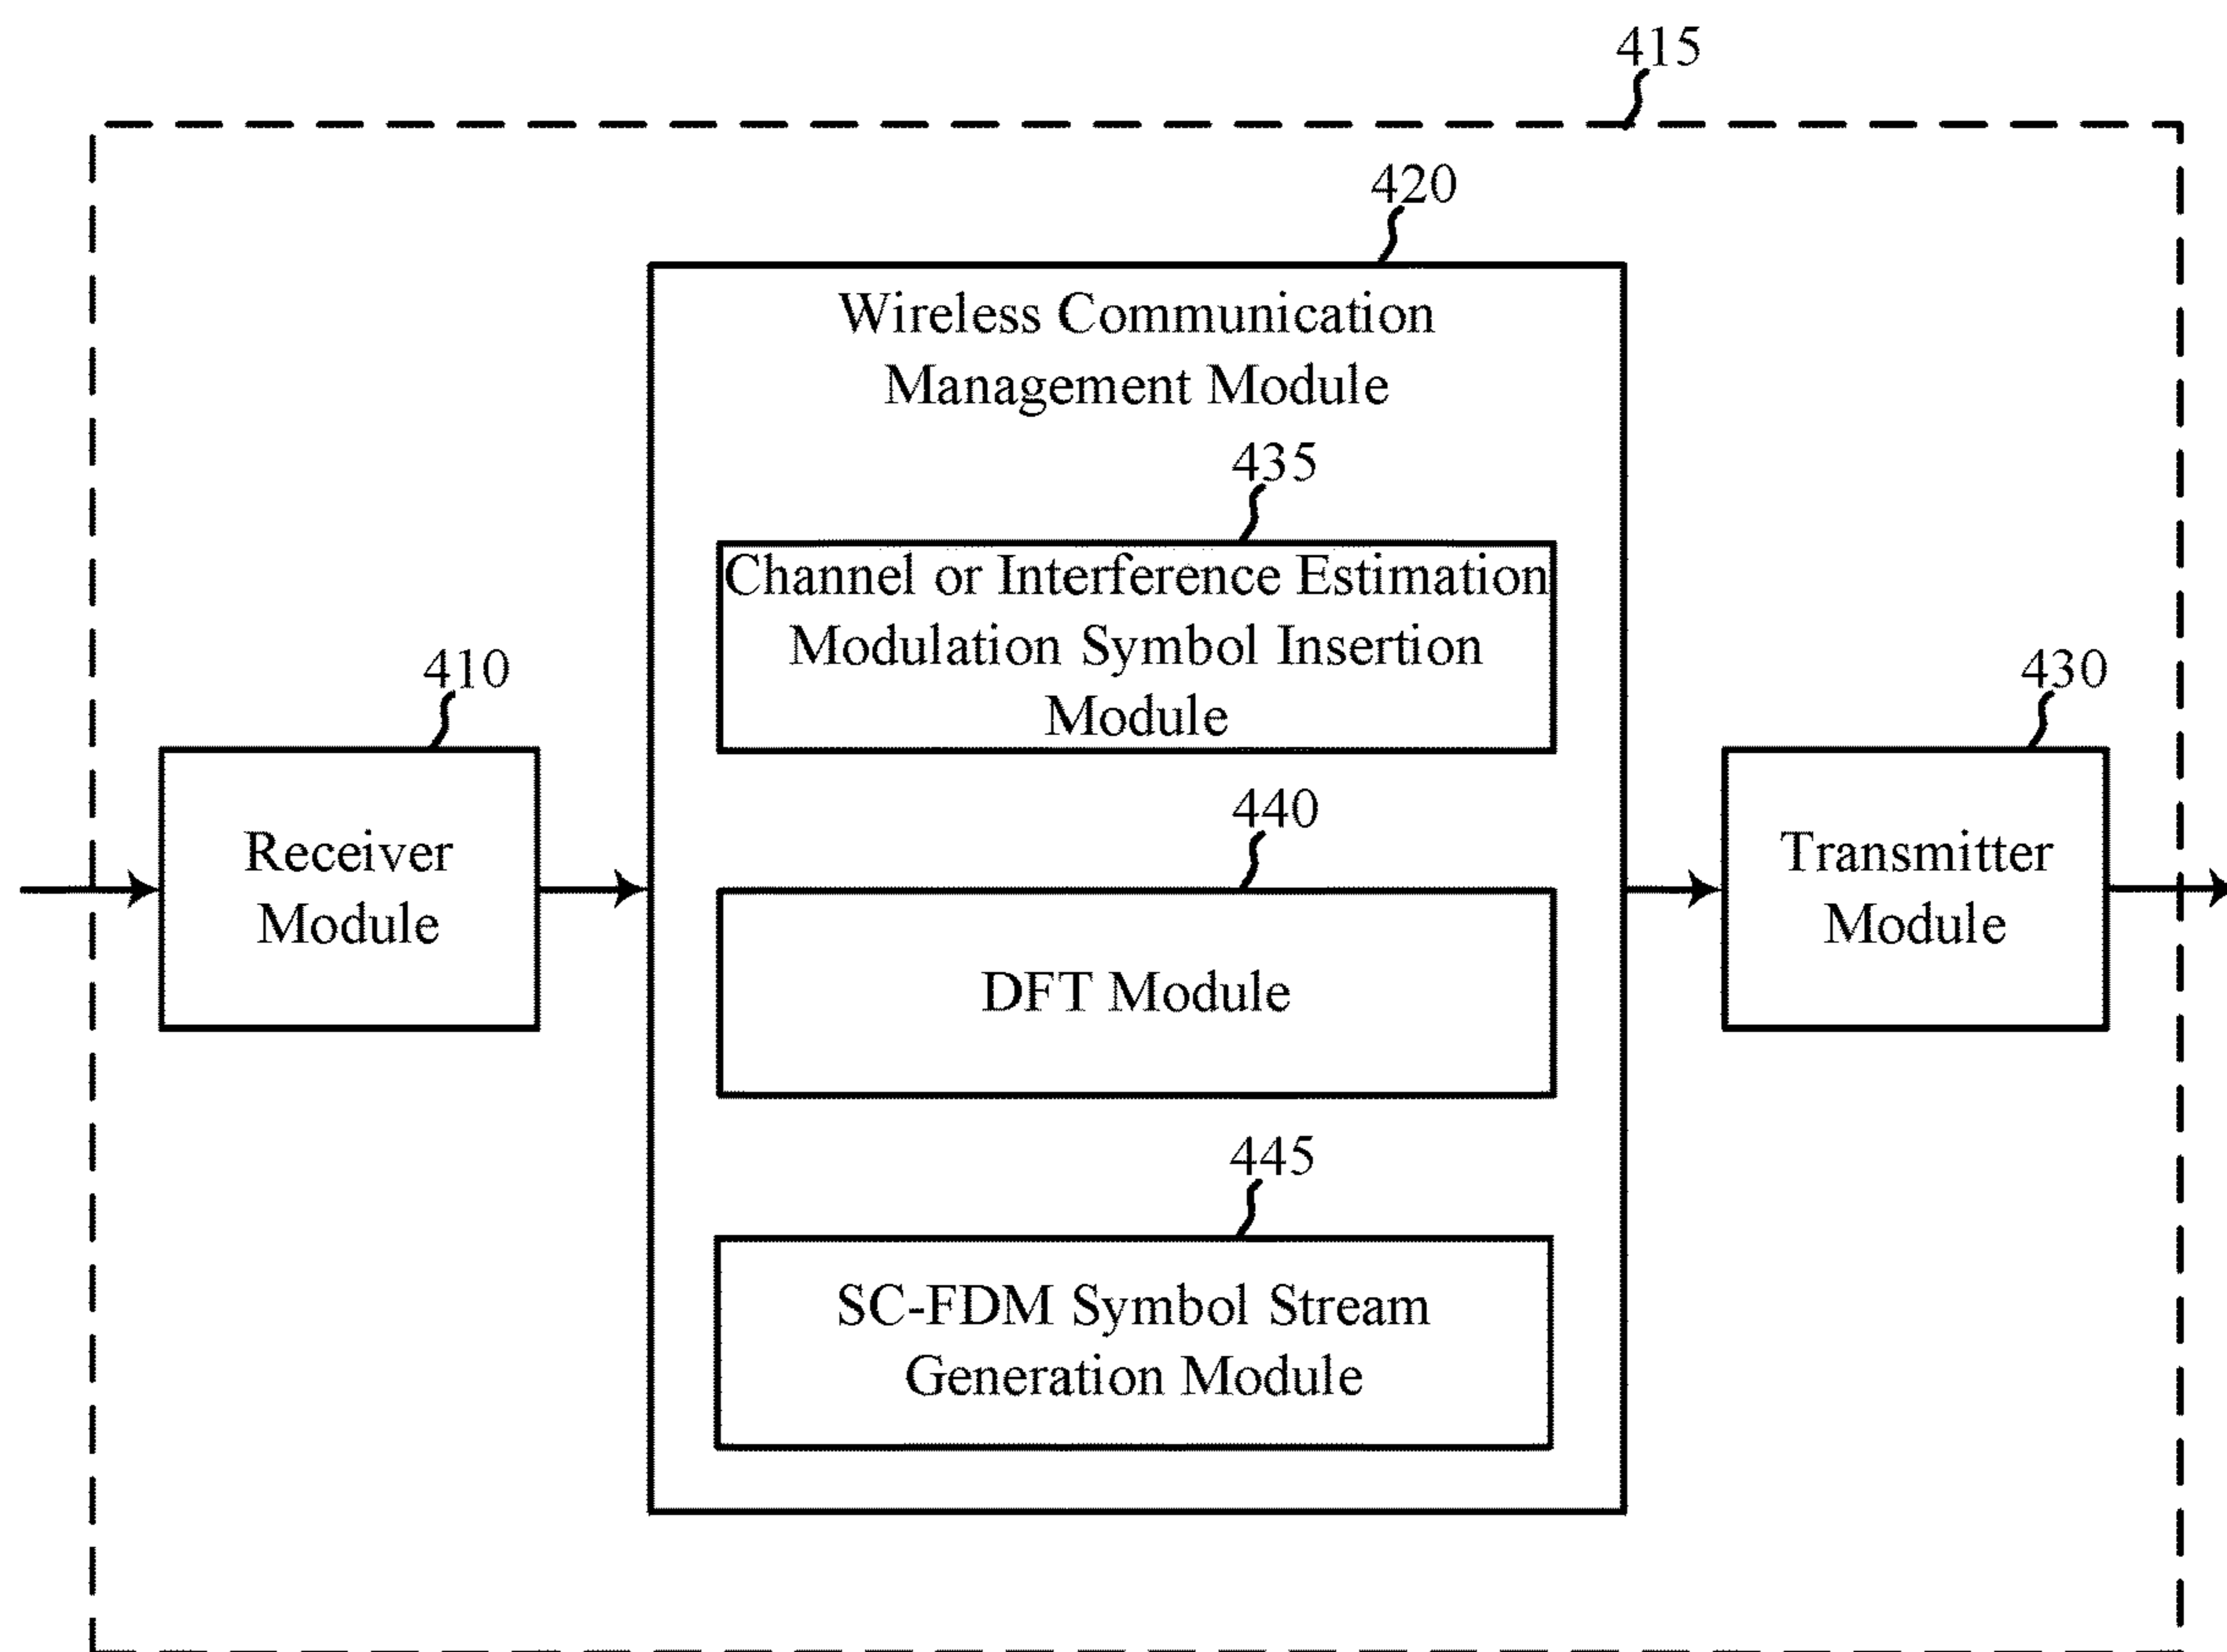 415
420
Wireless Communication
Management Module
435
Channel or Interference Estimation
Modulation Symbol Insertion
Module
410
430
Receiver
Module
440
DFT Module
Transmitter
Module
445
SC-FDM Symbol Stream
Generation Module